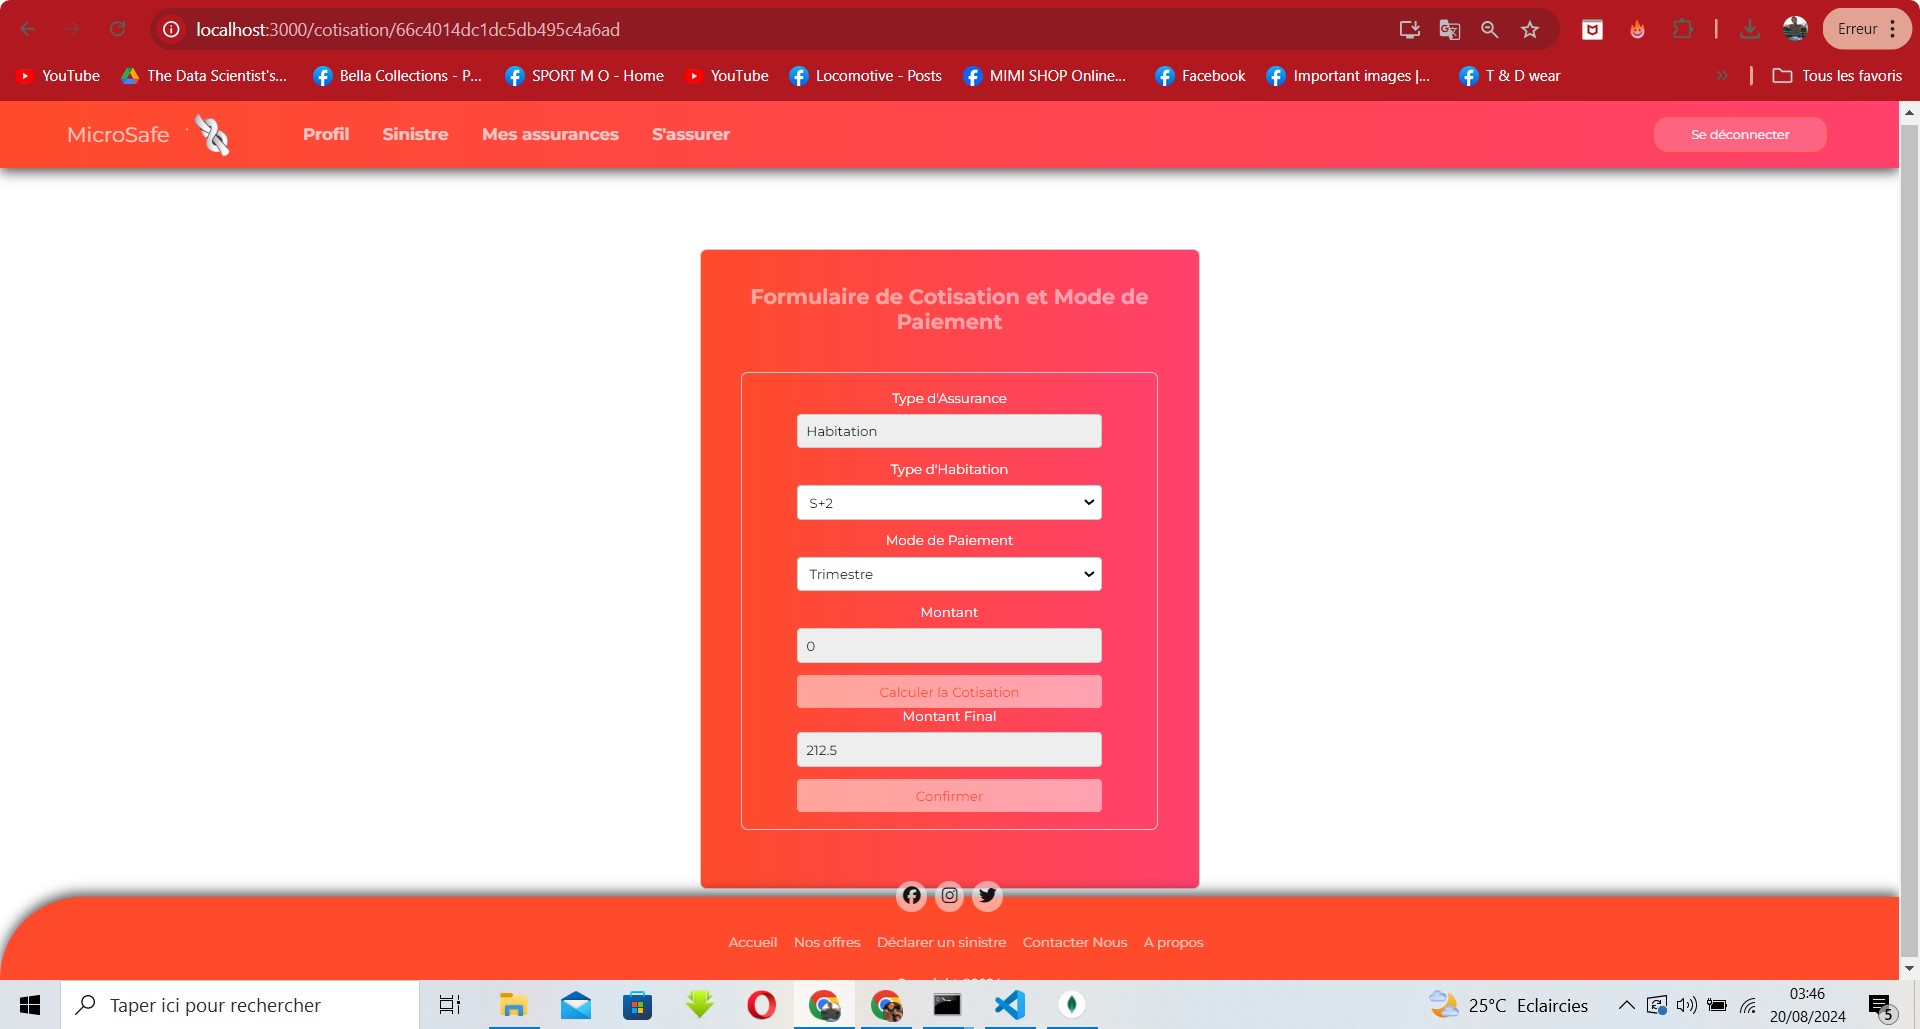 localhost:3000/cotisation/66c4014dc1dc5db495c4a6ad
Erreur
YouTube
The Data Scientist's...
Bella Collections - P...
SPORT M O - Home
YouTube
Locomotive - Posts
MIMI SHOP Online...
Facebook
Important images |...
T & D wear
Tous les favoris
MicroSafe
Profil
Sinistre
Mes assurances
S'assurer
Se déconnecter
Formulaire de Cotisation et Mode de
Paiement
Type d'Assurance
Habitation
Type d'Habitation
S+2
Mode de Paiement
Trimestre
Montant
0
Calculer la Cotisation
Montant Final
212.5
Confirmer
Accueil
Nos offres
Déclarer un sinistre
Contacter Nous
A propos
Taper ici pour rechercher
25°C Eclaircies
03:46
20/08/2024
5